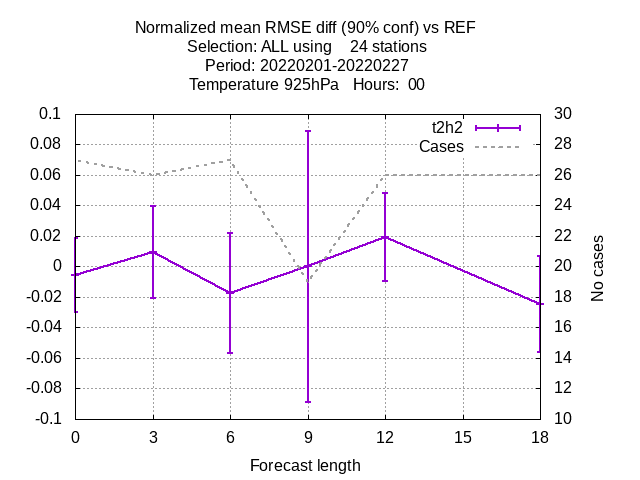 Normalized mean RMSE diff (90% conf) vs REF
Selection: ALL using    24 stations
Period: 20220201-20220227
Temperature 925hPa   Hours:  00
t2h2
Cases
0.1
0.08
0.06
0.04
0.02
0
-0.02
-0.04
-0.06
-0.08
-0.1
30
28
26
24
22
20
18
16
14
12
10
No cases
0 3 6 9 12 15 18
Forecast length